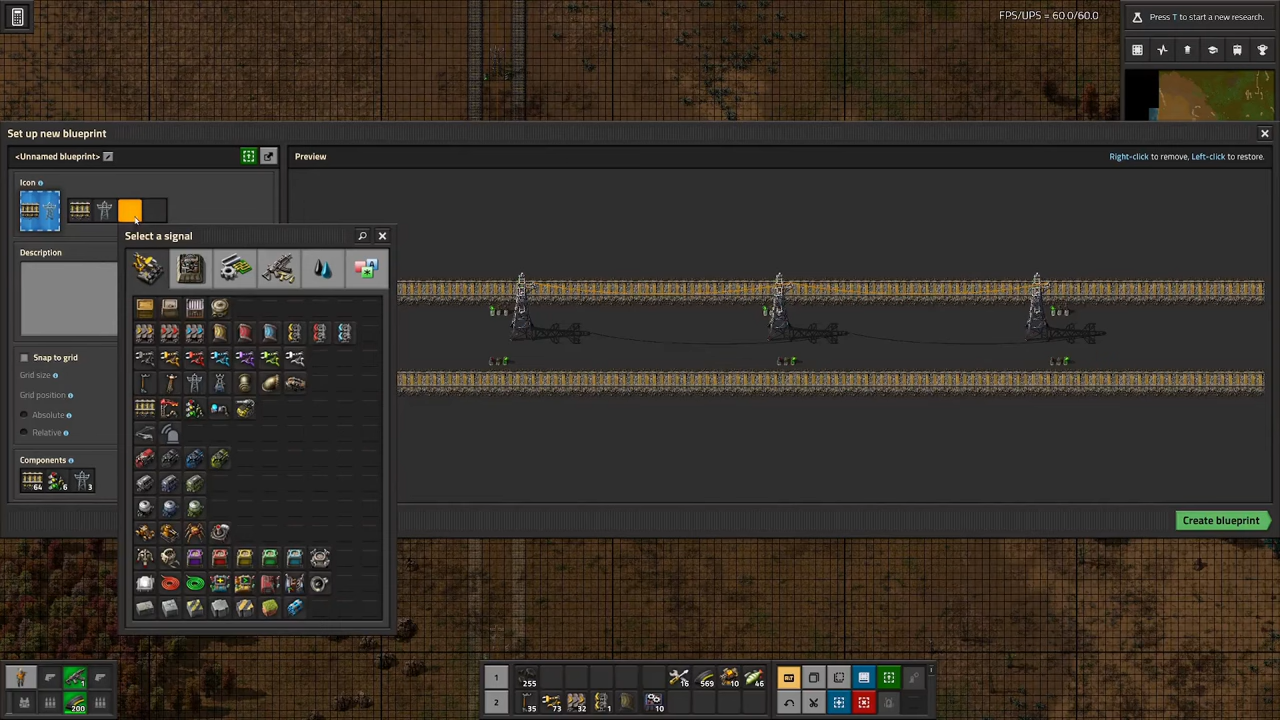 FPS/UPS = 60.0/60.0
Press T to start a new research.
Set up new blueprint
<Unnamed blueprint>
Preview
Right-click to remove, Left-click to restore.
Icon
Select a signal
Description
Snap to grid
Grid size
Grid position
Absolute
Relative
Components
64
6
3
Create blueprint
1
200
1
255
16
569
10
46
2
35
73
32
1
10
ALT